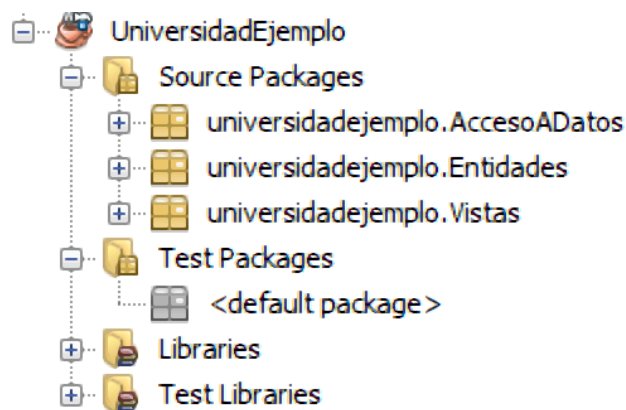 UniversidadEjemplo
Source Packages
universidadejemplo.AccesoADatos
universidadejemplo.Entidades
universidadejemplo.Vistas
Test Packages
<default package>
Libraries
Test Libraries